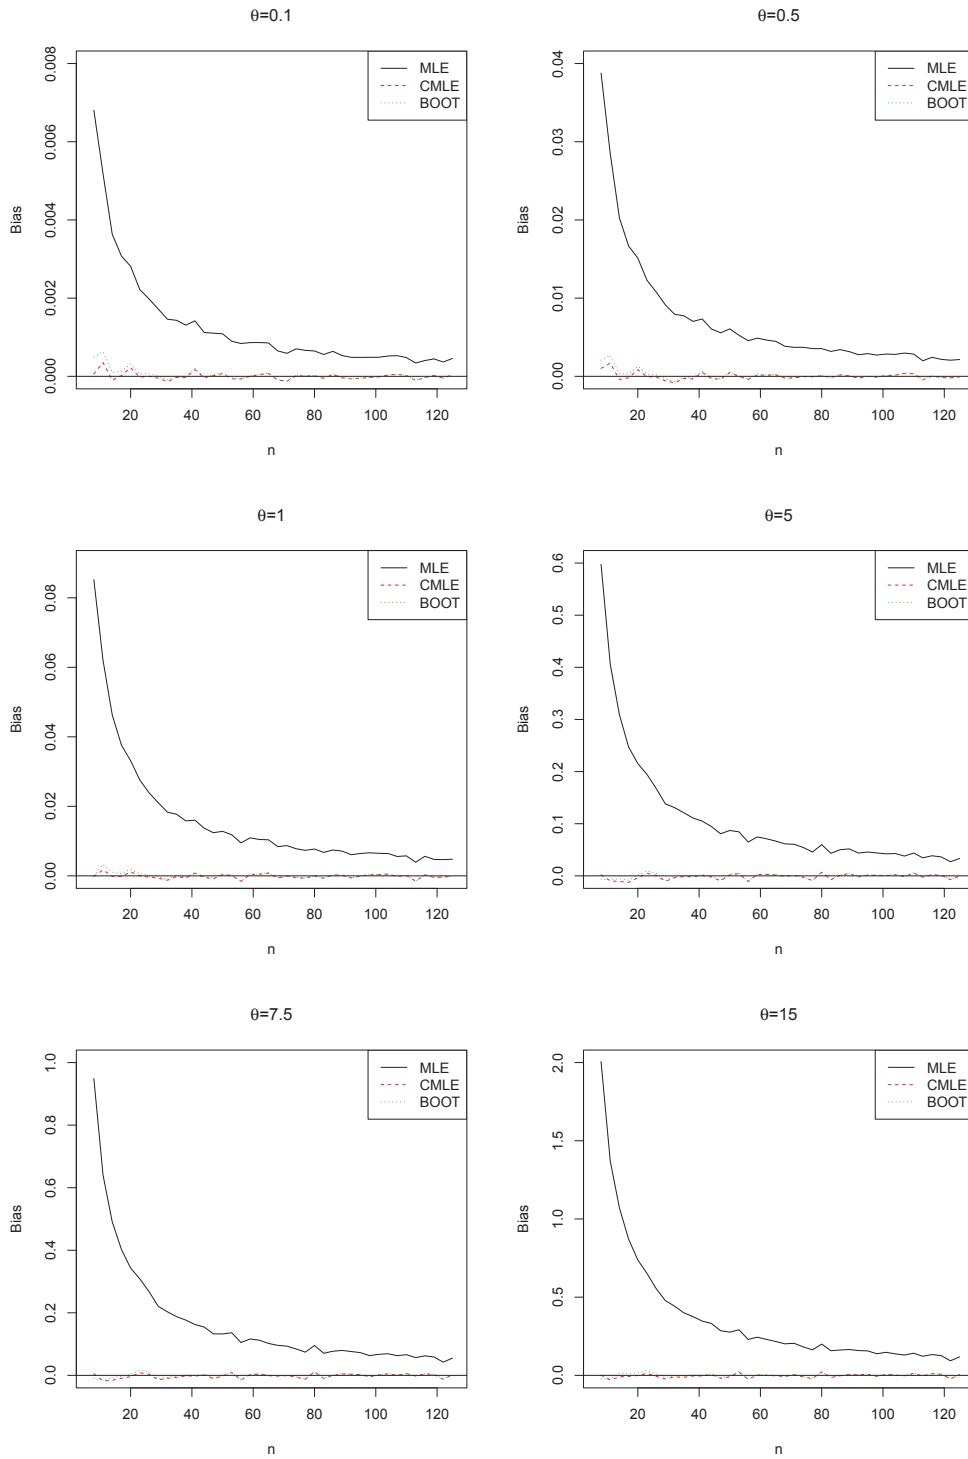 θ=0.1
Bias
0.000
0.002
0.004
0.006
0.008
MLE
CMLE
BOOT
20 40 60 80 100 120
n
θ=0.5
Bias
0.00
0.01
0.02
0.03
0.04
MLE
CMLE
BOOT
20 40 60 80 100 120
n
θ=1
Bias
0.00
0.02
0.04
0.06
0.08
MLE
CMLE
BOOT
20 40 60 80 100 120
n
θ=5
Bias
0.0
0.1
0.2
0.3
0.4
0.5
0.6
MLE
CMLE
BOOT
20 40 60 80 100 120
n
θ=7.5
Bias
0.0
0.2
0.4
0.6
0.8
1.0
MLE
CMLE
BOOT
20 40 60 80 100 120
n
θ=15
Bias
0.0
0.5
1.0
1.5
2.0
MLE
CMLE
BOOT
20 40 60 80 100 120
n